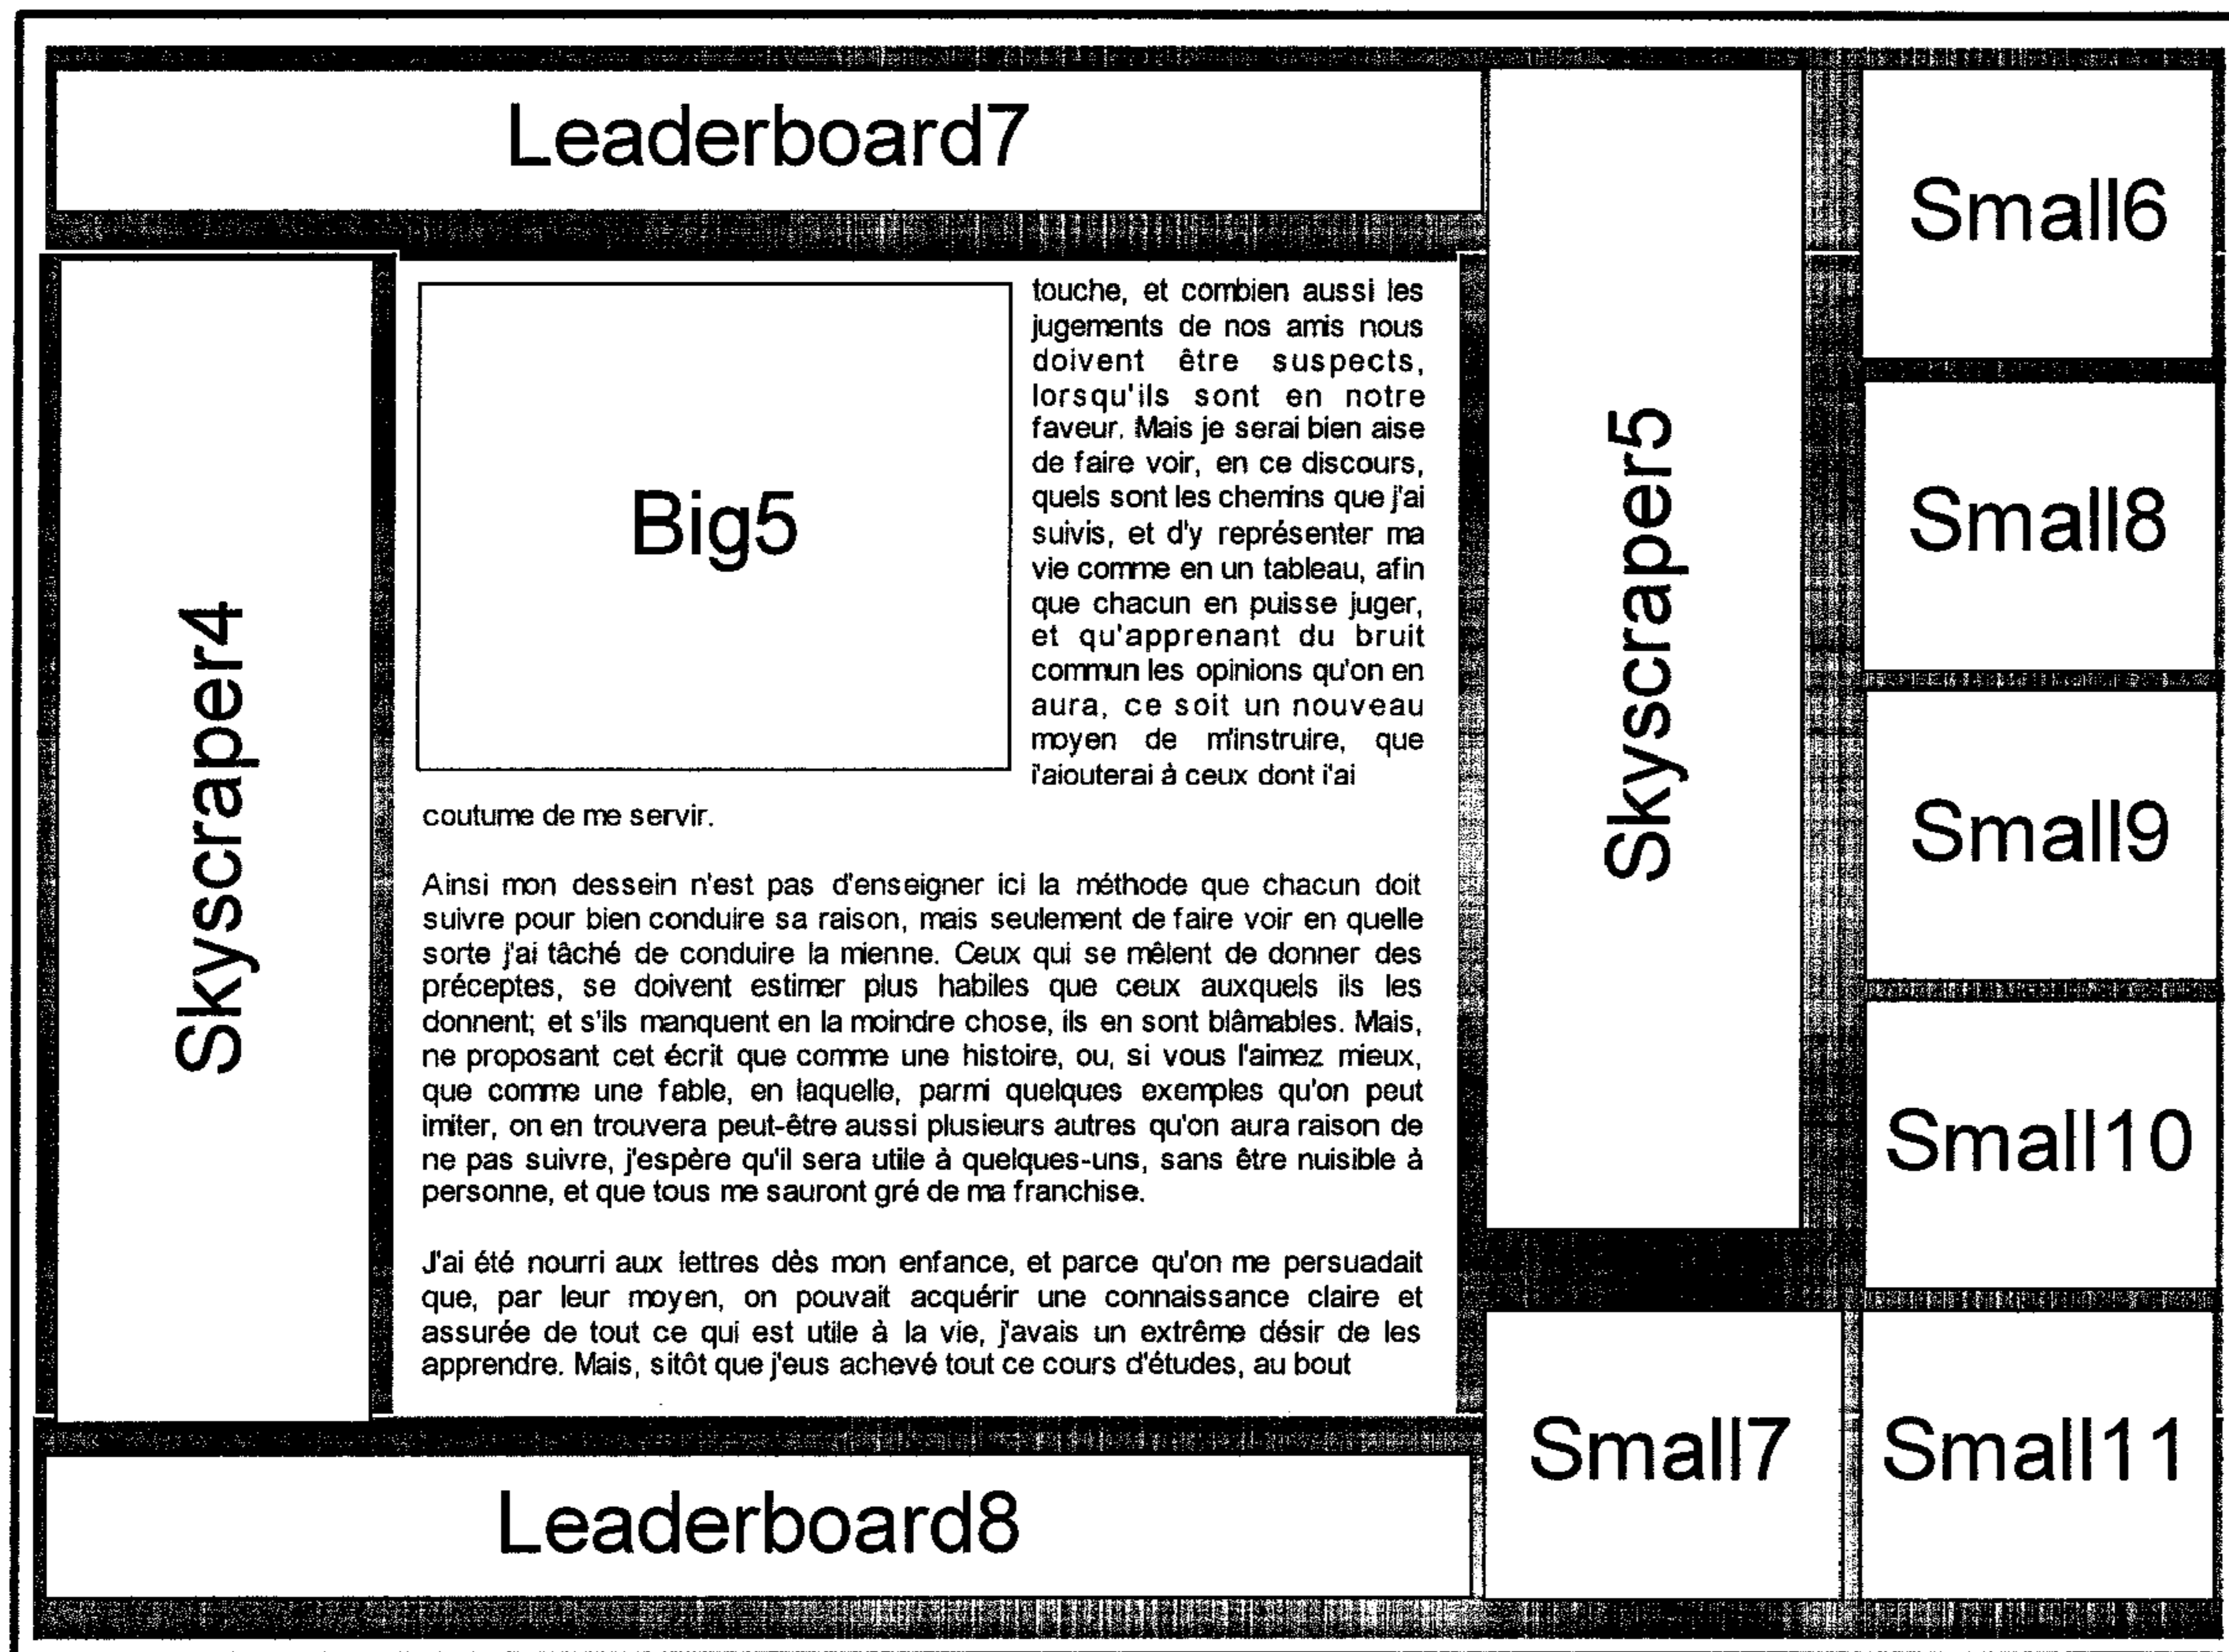 Leaderboard7
Skyscraper4
Big5
touche, et combien aussi les
jugements de nos amis nous
doivent être suspects,
lorsqu'ils sont en notre
faveur. Mais je serai bien aise
de faire voir, en ce discours,
quels sont les chemins que j'ai
suivis, et d'y représenter ma
vie comme en un tableau, afin
que chacun en puisse juger,
et qu'apprenant du bruit
commun les opinions qu'on en
aura, ce soit un nouveau
moyen de m'instruire, que
j'ajouterai à ceux dont j'ai
coutume de me servir.
Ainsi mon dessein n'est pas d'enseigner ici la méthode que chacun doit
suivre pour bien conduire sa raison, mais seulement de faire voir en quelle
sorte j'ai tâché de conduire la mienne. Ceux qui se mêlent de donner des
préceptes, se doivent estimer plus habiles que ceux auxquels ils les
donnent; et s'ils manquent en la moindre chose, ils en sont blâmables. Mais,
ne proposant cet écrit que comme une histoire, ou, si vous l'aimez mieux,
que comme une fable, en laquelle, parmi quelques exemples qu'on peut
imiter, on en trouvera peut-être aussi plusieurs autres qu'on aura raison de
ne pas suivre, j'espère qu'il sera utile à quelques-uns, sans être nuisible à
personne, et que tous me sauront gré de ma franchise.
J'ai été nourri aux lettres dès mon enfance, et parce qu'on me persuadait
que, par leur moyen, on pouvait acquérir une connaissance claire et
assurée de tout ce qui est utile à la vie, j'avais un extrême désir de les
apprendre. Mais, sitôt que j'eus achevé tout ce cours d'études, au bout
Skyscraper5
Small6
Small8
Small9
Small10
Small7
Small11
Leaderboard8